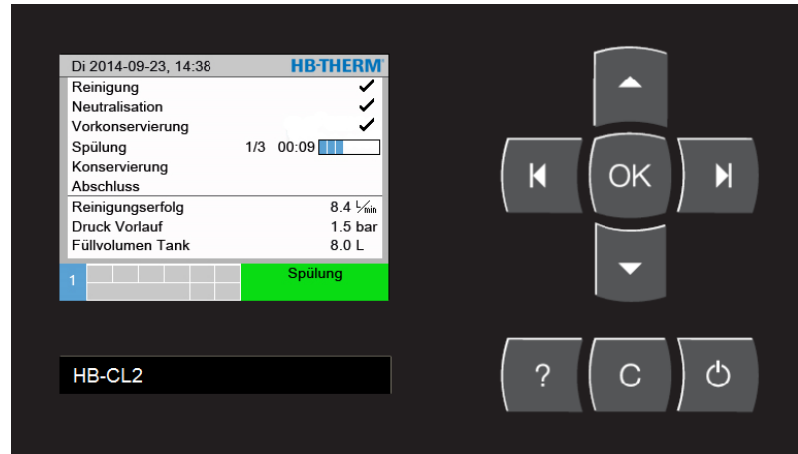 Di 2014-09-23, 14:38 HB-THERM
Reinigung ✓
Neutralisation ✓
Vorkonservierung ✓
Spülung 1/3 00:09
Konservierung
Abschluss
Reinigungserfolg 8.4 L/min
Druck Vorlauf 1.5 bar
Füllvolumen Tank 8.0 L
1 Spülung
HB-CL2
OK
? C